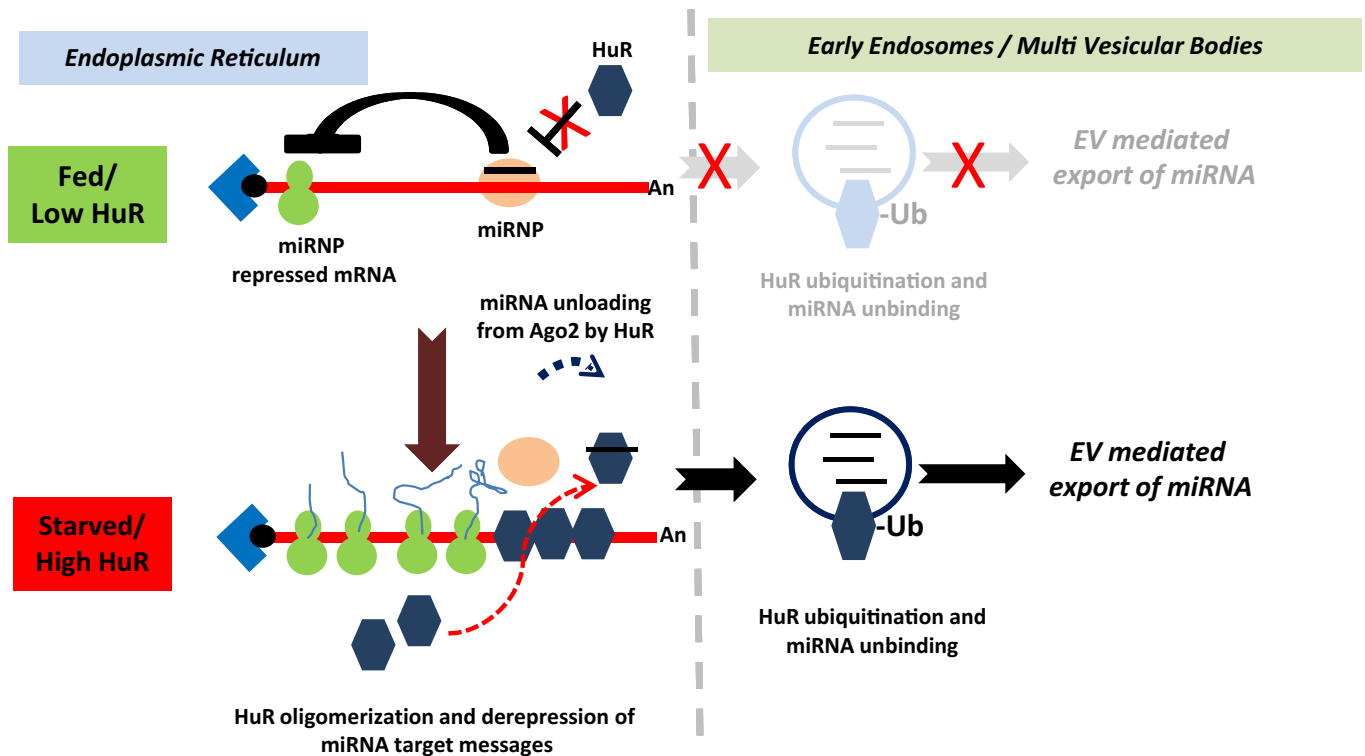 Endoplasmic Reticulum
HuR
Early Endosomes / Multi Vesicular Bodies
Fed/
Low HuR
An
miRNP
miRNP
repressed mRNA
-Ub
EV mediated
export of miRNA
HuR ubiquitination and
miRNA unbinding
miRNA unloading
from Ago2 by HuR
Starved/
High HuR
An
-Ub
EV mediated
export of miRNA
HuR ubiquitination and
miRNA unbinding
HuR oligomerization and derepression of
miRNA target messages